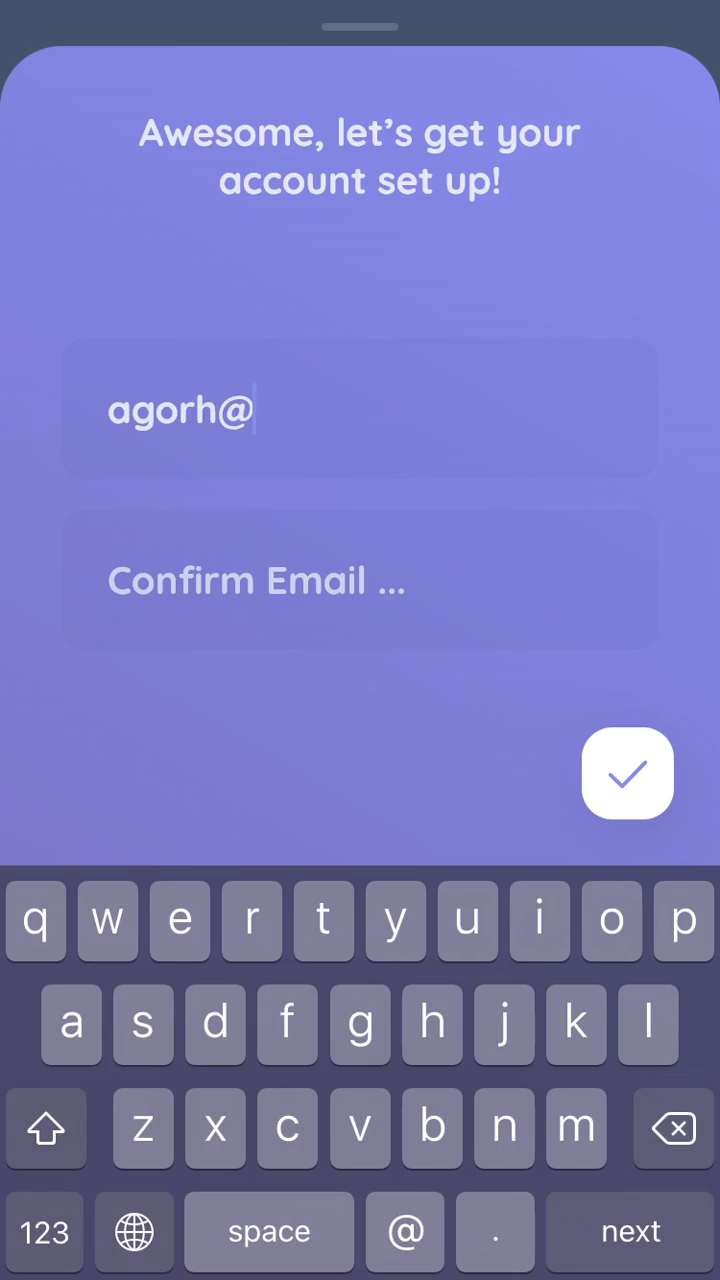 Awesome, let's get your
account set up!
agorh@
Confirm Email ...
q w e r t y u i o p
a s d f g h j k l
z x c v b n m
123 space @ . next